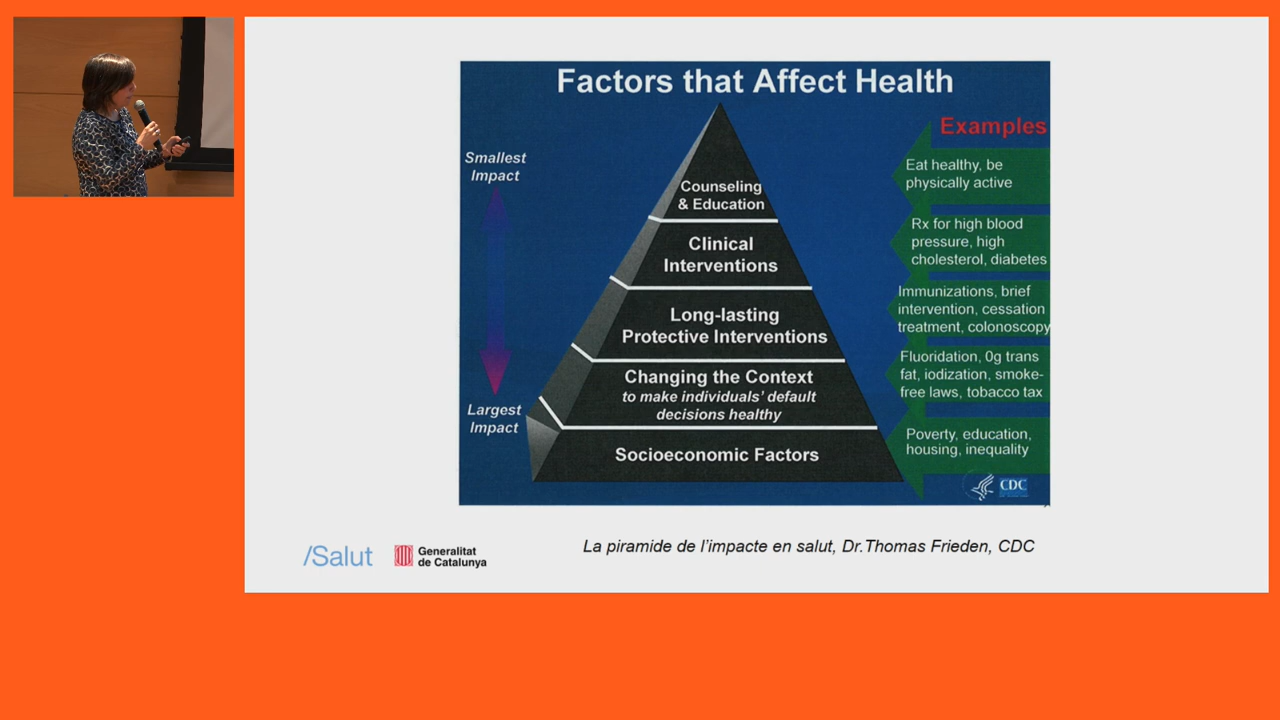 Factors that Affect Health
Examples
Smallest
Impact
Largest
Impact
Counseling
& Education
Clinical
Interventions
Long-lasting
Protective Interventions
Changing the Context
to make individuals' default
decisions healthy
Socioeconomic Factors
Eat healthy, be
physically active
Rx for high blood
pressure, high
cholesterol, diabetes
Immunizations, brief
intervention, cessation
treatment, colonoscopy
Fluoridation, 0g trans
fat, iodization, smoke-
free laws, tobacco tax
Poverty, education,
housing, inequality
CDC
/Salut
Generalitat
de Catalunya
La piramide de l'impacte en salut, Dr.Thomas Frieden, CDC